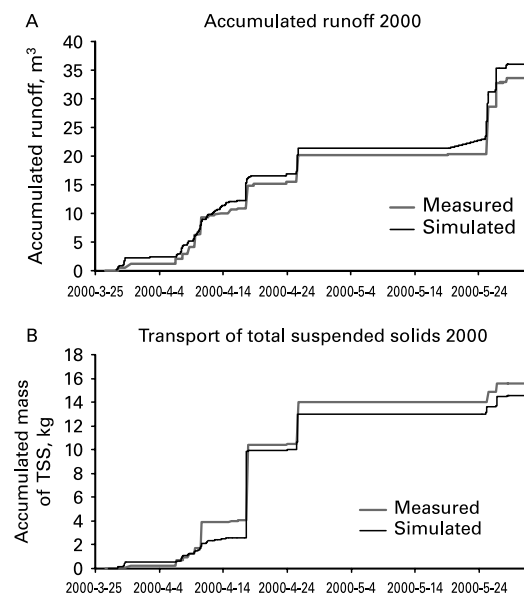 A Accumulated runoff 2000
Accumulated runoff, m³
40
35
30
25
20
15
10
5
0
Measured
Simulated
2000-3-25 2000-4-4 2000-4-14 2000-4-24 2000-5-4 2000-5-14 2000-5-24
B Transport of total suspended solids 2000
Accumulated mass
of TSS, kg
18
16
14
12
10
8
6
4
2
0
Measured
Simulated
2000-3-25 2000-4-4 2000-4-14 2000-4-24 2000-5-4 2000-5-14 2000-5-24